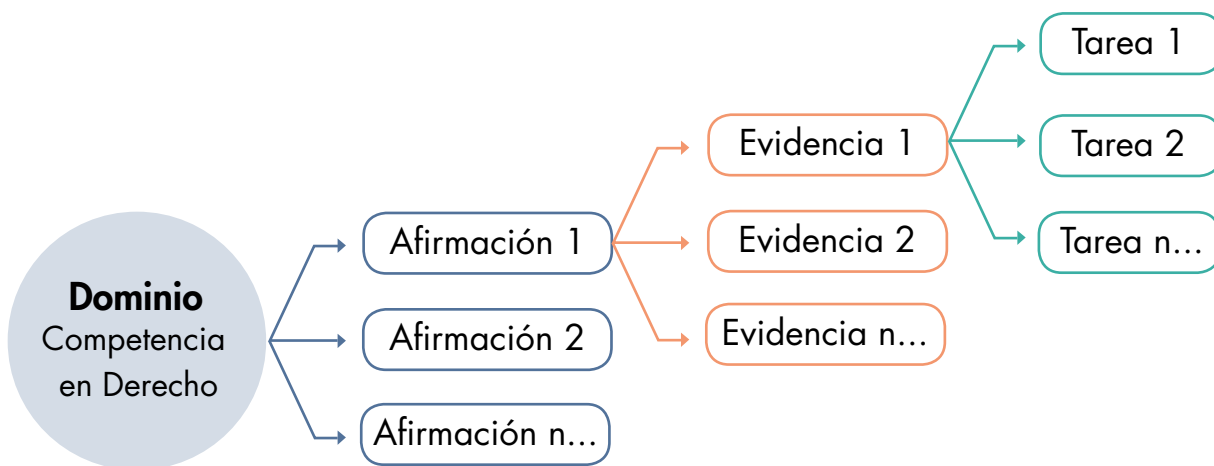 Dominio
Competencia
en Derecho
Afirmación 1
Afirmación 2
Afirmación n...
Evidencia 1
Evidencia 2
Evidencia n...
Tarea 1
Tarea 2
Tarea n...